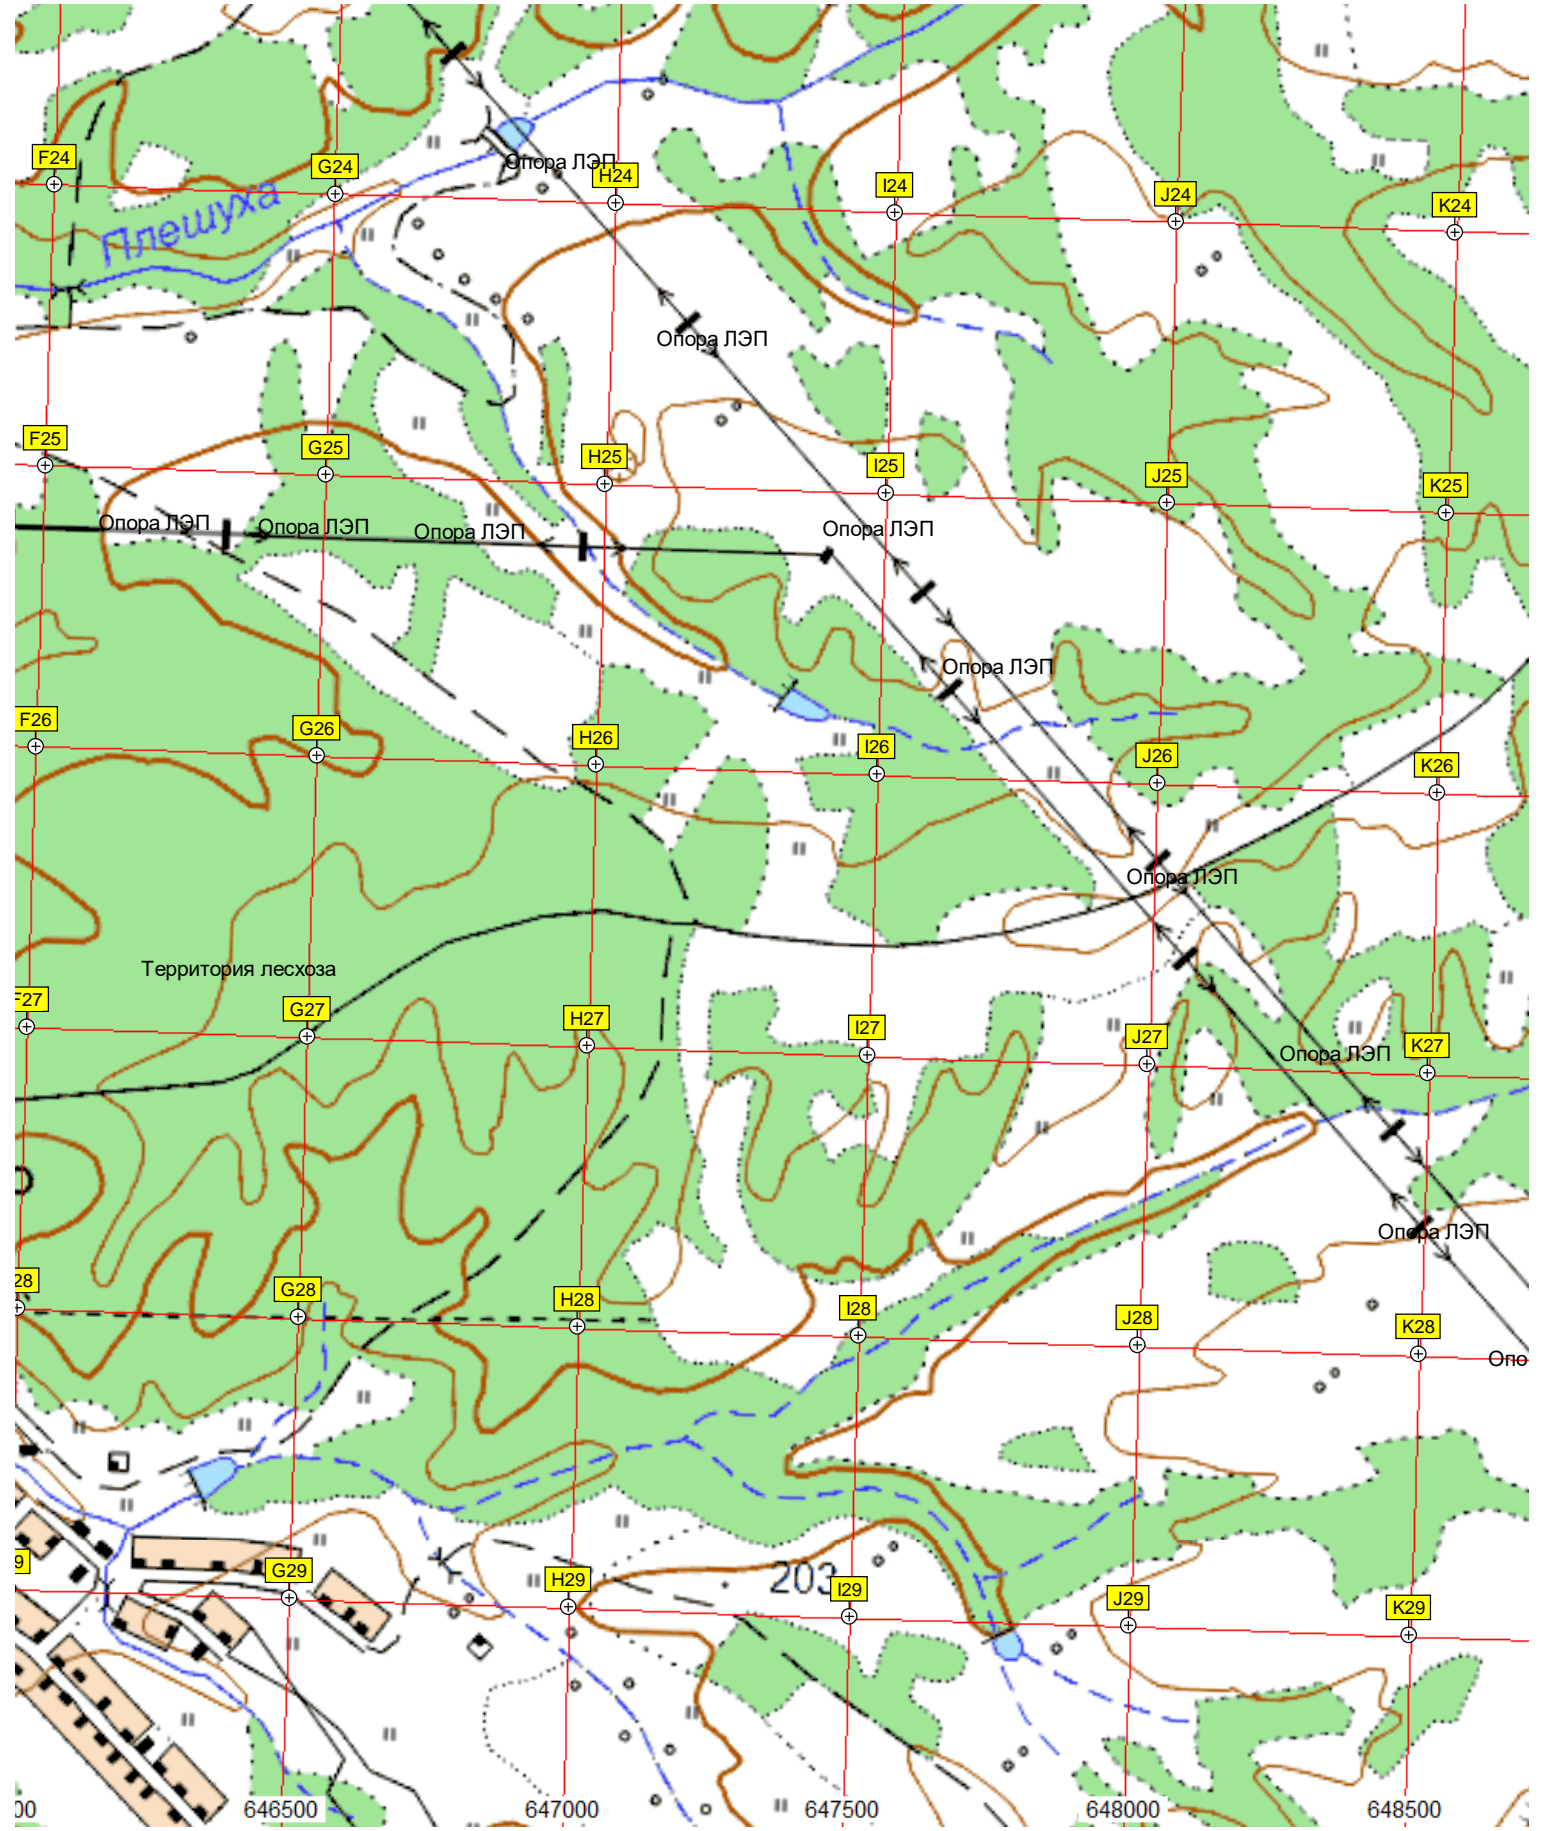 F24
G24
Опора ЛЭП
H24
I24
J24
K24
Плешуха
Опора ЛЭП
F25
G25
H25
I25
J25
K25
Опора ЛЭП
Опора ЛЭП
Опора ЛЭП
Опора ЛЭП
Опора ЛЭП
F26
G26
H26
I26
J26
K26
Опора ЛЭП
Территория лесхоза
F27
G27
H27
I27
J27
K27
Опора ЛЭП
Опора ЛЭП
28
G28
H28
I28
J28
K28
Опо
9
G29
H29
203
I29
J29
K29
00
646500
647000
647500
648000
648500